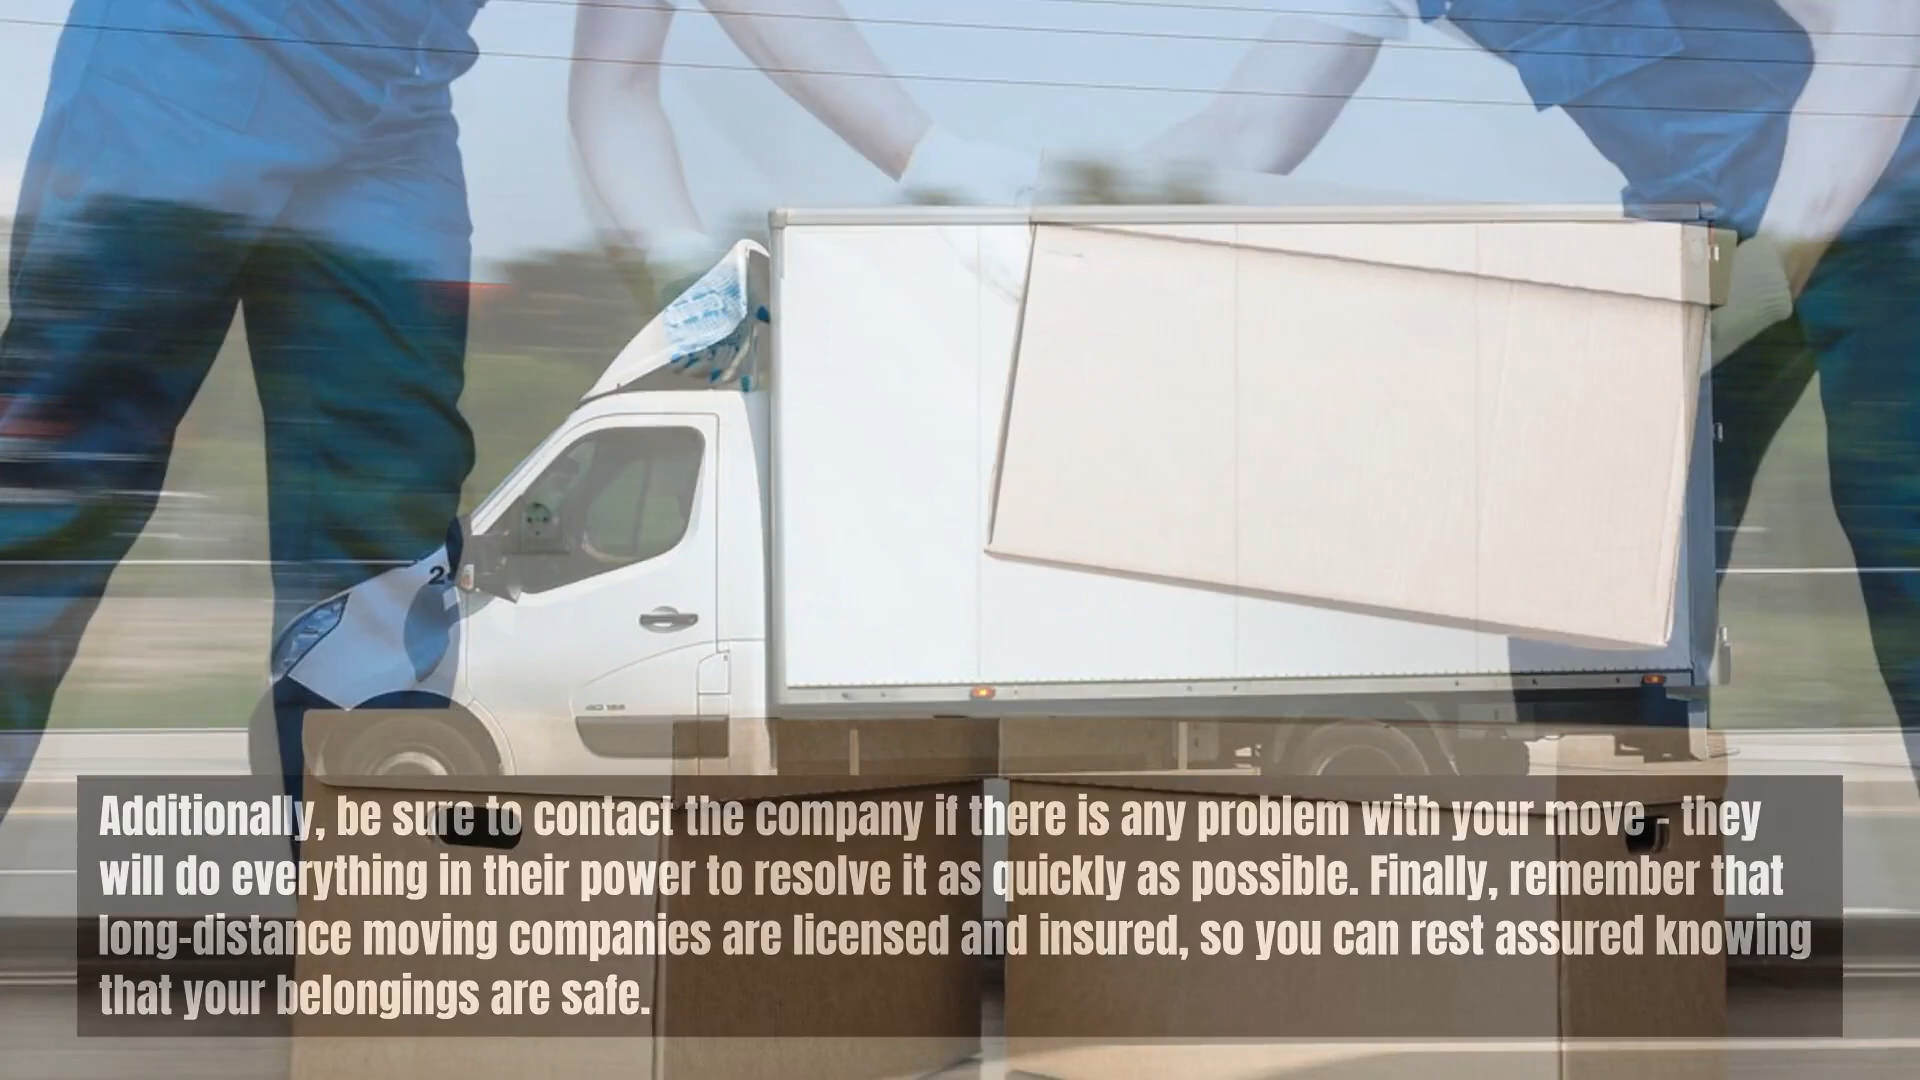 2
Additionally, be sure to contact the company if there is any problem with your move - they
will do everything in their power to resolve it as quickly as possible. Finally, remember that
long-distance moving companies are licensed and insured, so you can rest assured knowing
that your belongings are safe.